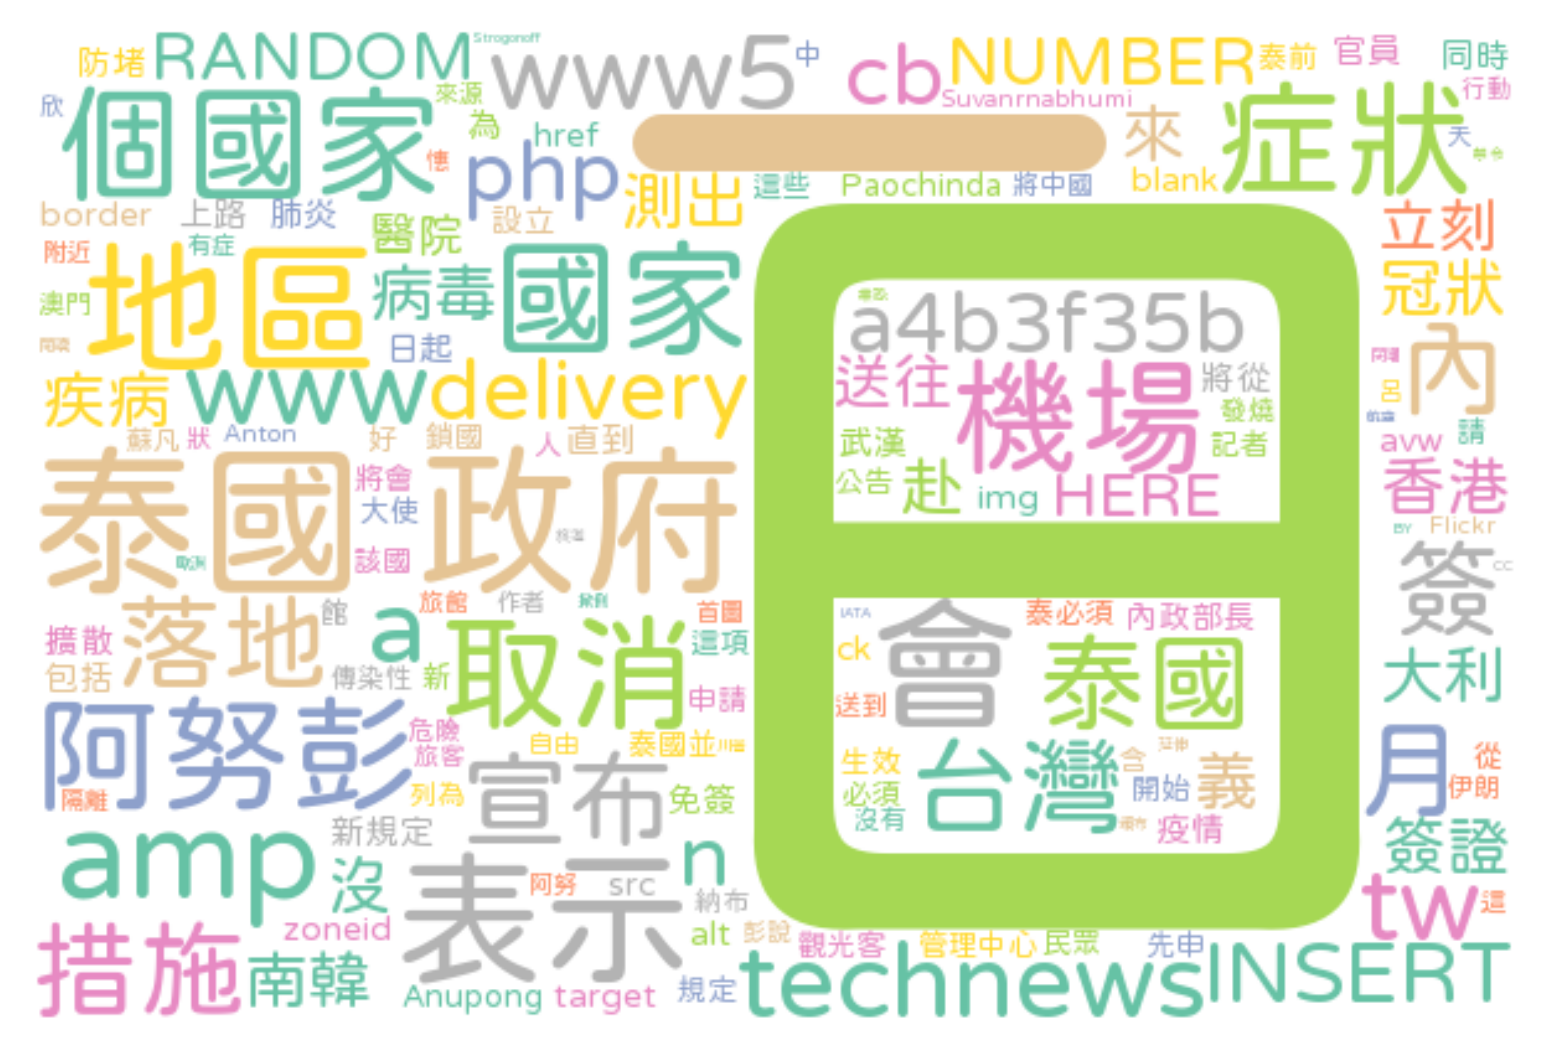 防堵 RANDOM Strogonoff www5 中 cb NUMBER 泰前 官員 同時
欣 個國家 來源 為 href 一 Suvanrnabhumi 來 症狀 行動 天
php 測出 這些 Paochinda 將中國 blank
border 上路 肺炎 醫院 設立 立刻
附近 有症 地區 病毒 國家 日 a4b3f35b 冠狀
澳門 日起 送往 機場 將從 發燒 內
疾病 www delivery 武漢 記者 呂
蘇凡 狀 Anton 好 鎖國 人 直到 avw 請
泰國 將會 大使 政府 公告 赴 img HERE 香港
該國 BY Flickr
落地 館 旅館 作者 首圖 IATA 會 泰必須 內政部長 簽 CC
擴散 a 取消 這項 ck 泰國
包括 傳染性 新 申請 送到 大利
阿努彭 危險 旅客 自由 泰國並 生效 台灣 含 開始 義 月 從
隔離 列為 宣布 免簽 必須 沒有 疫情 伊朗
amp 新規定 n 簽證
沒 表示 阿努 src 納布 tw 這
措施 zoneid alt 彭說 觀光客 管理中心 民眾 先申
南韓 Anupong target 規定 technews INSERT